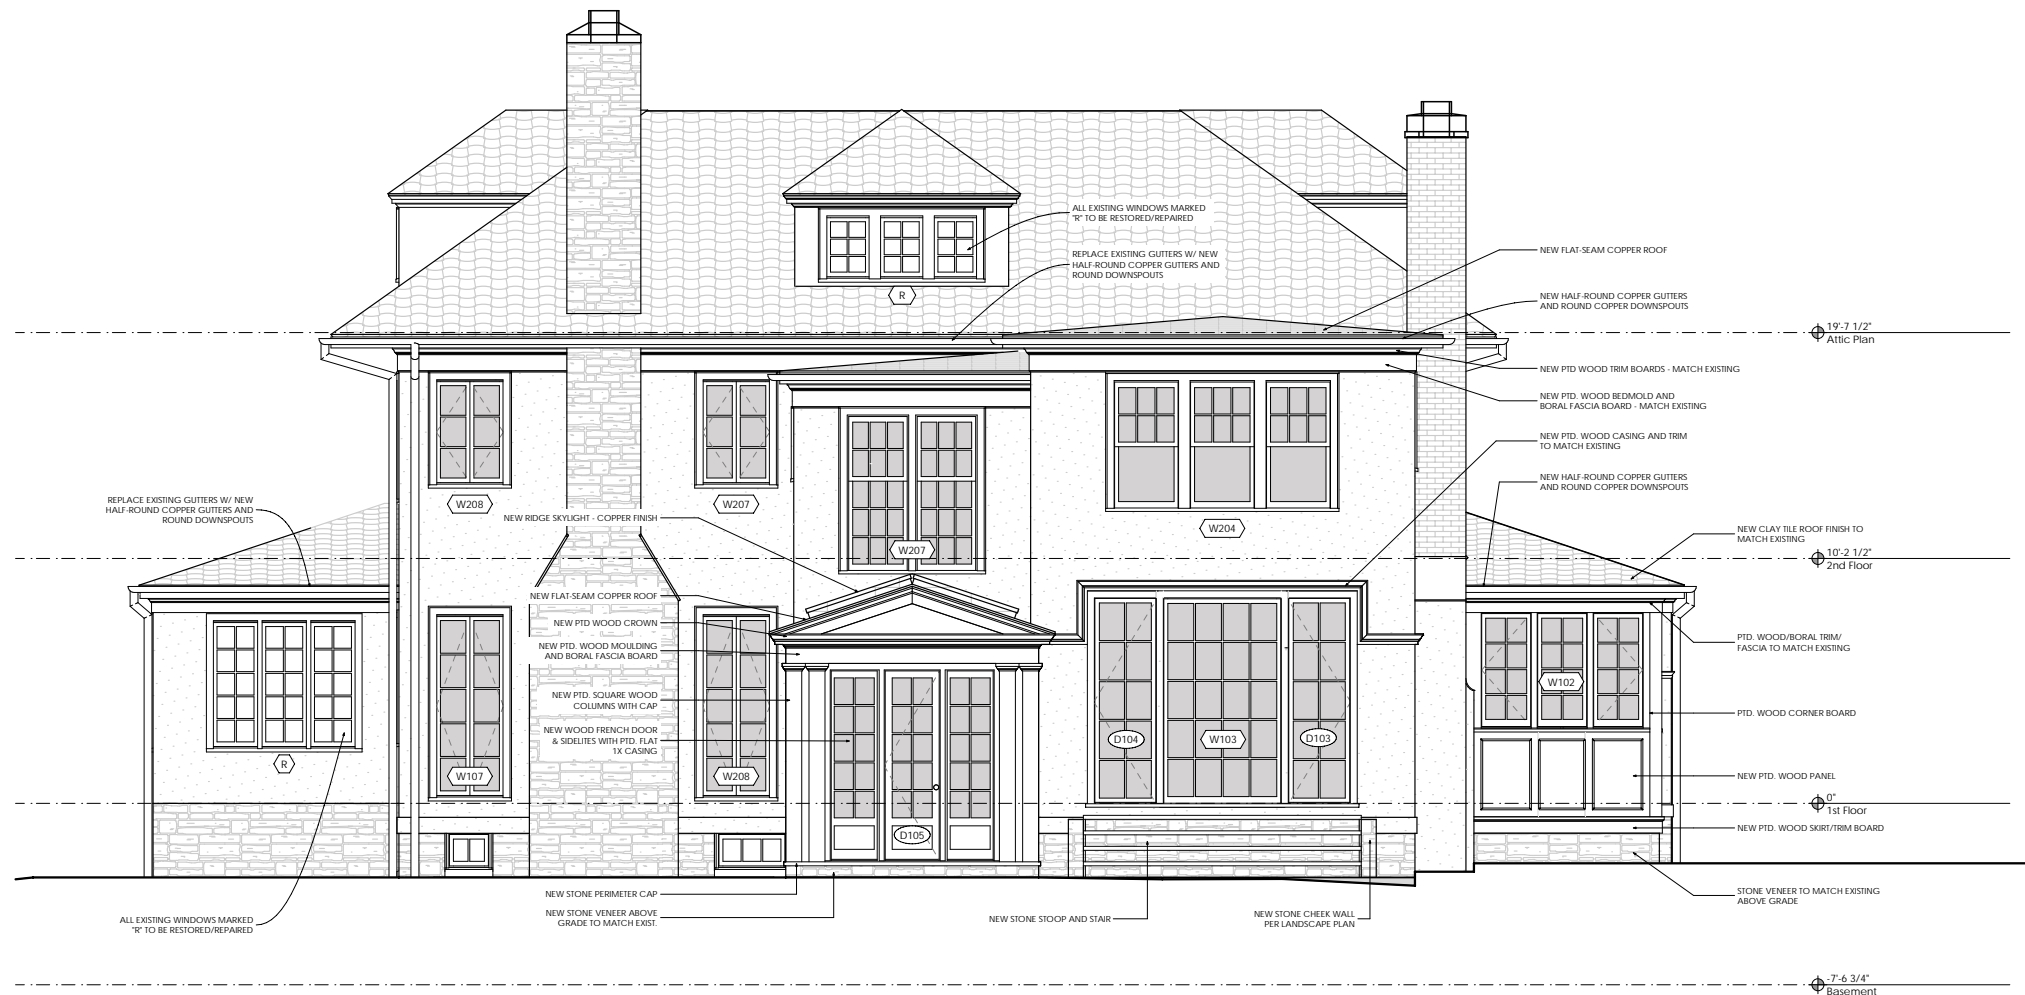 ALL EXISTING WINDOWS MARKED
"R" TO BE RESTORED/REPAIRED
REPLACE EXISTING GUTTERS W/ NEW
HALF-ROUND COPPER GUTTERS AND
ROUND DOWNSPOUTS
R
NEW FLAT-SEAM COPPER ROOF
NEW HALF-ROUND COPPER GUTTERS
AND ROUND COPPER DOWNSPOUTS
19'-7 1/2"
Attic Plan
NEW PTD WOOD TRIM BOARDS - MATCH EXISTING
NEW PTD. WOOD BEDMOLD AND
BORAL FASCIA BOARD - MATCH EXISTING
NEW PTD. WOOD CASING AND TRIM
TO MATCH EXISTING
NEW HALF-ROUND COPPER GUTTERS
AND ROUND COPPER DOWNSPOUTS
REPLACE EXISTING GUTTERS W/ NEW
HALF-ROUND COPPER GUTTERS AND
ROUND DOWNSPOUTS
W208
W207
NEW RIDGE SKYLIGHT - COPPER FINISH
W204
W207
NEW CLAY TILE ROOF FINISH TO
MATCH EXISTING
10'-2 1/2"
2nd Floor
NEW FLAT-SEAM COPPER ROOF
NEW PTD WOOD CROWN
NEW PTD. WOOD MOULDING
AND BORAL FASCIA BOARD
PTD. WOOD/BORAL TRIM/
FASCIA TO MATCH EXISTING
W102
NEW PTD. SQUARE WOOD
COLUMNS WITH CAP
PTD. WOOD CORNER BOARD
NEW WOOD FRENCH DOOR
& SIDELITES WITH PTD. FLAT
1X CASING
D104
W103
D103
R
W107
W208
NEW PTD. WOOD PANEL
0"
1st Floor
D105
NEW PTD. WOOD SKIRT/TRIM BOARD
NEW STONE PERIMETER CAP
STONE VENEER TO MATCH EXISTING
ABOVE GRADE
ALL EXISTING WINDOWS MARKED
"R" TO BE RESTORED/REPAIRED
NEW STONE VENEER ABOVE
GRADE TO MATCH EXIST.
NEW STONE STOOP AND STAIR
NEW STONE CHEEK WALL
PER LANDSCAPE PLAN
-7'-6 3/4"
Basement